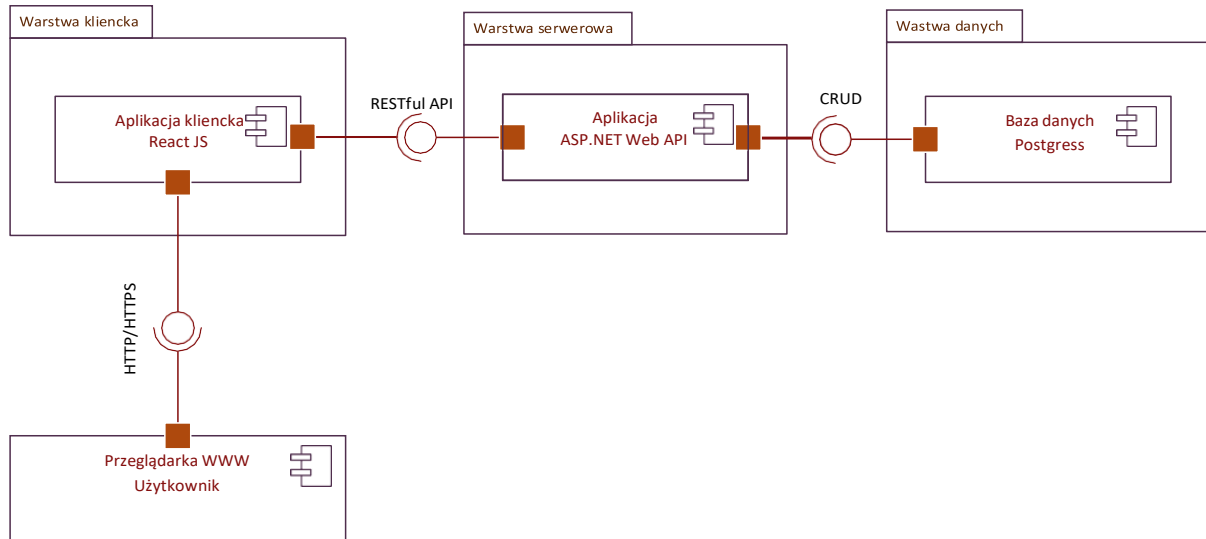 Warstwa kliencka
Warstwa serwerowa
Wastwa danych
RESTful API
CRUD
Aplikacja kliencka
React JS
Aplikacja
ASP.NET Web API
Baza danych
Postgress
HTTP/HTTPS
Przeglądarka WWW
Użytkownik